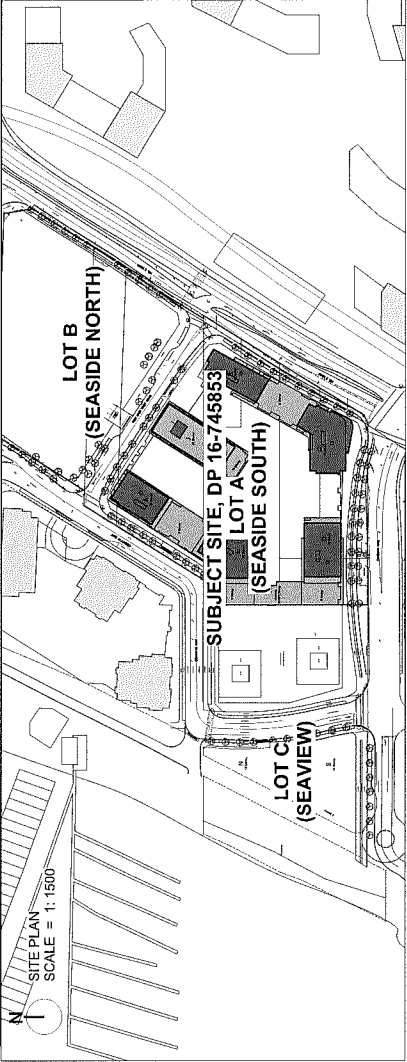 LOT B
(SEASIDE NORTH)
SUBJECT SITE, DP 16-745853
LOT A
(SEASIDE SOUTH)
LOT C
(SEAVIEW)
N
S
N
SITE PLAN
SCALE = 1: 1500